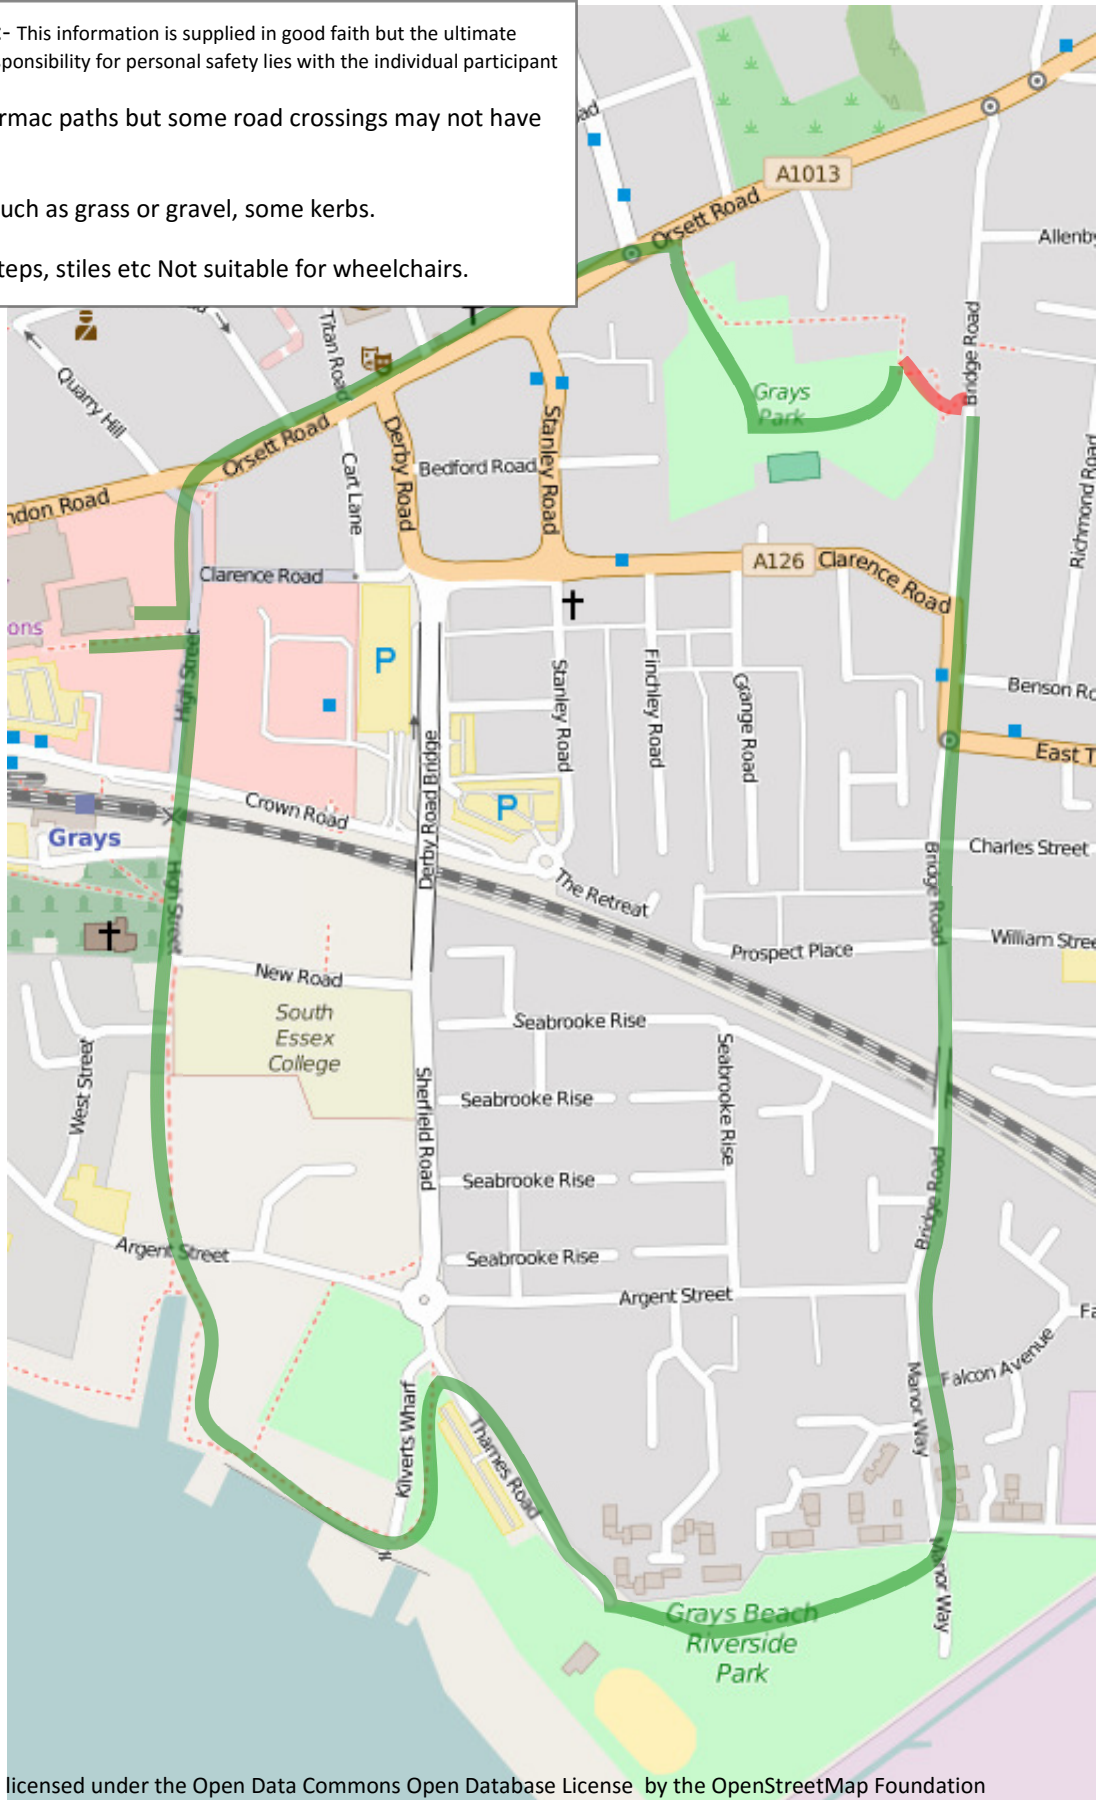 :- This information is supplied in good faith but the ultimate
sponsibility for personal safety lies with the individual participant
rmac paths but some road crossings may not have
uch as grass or gravel, some kerbs.
teps, stiles etc Not suitable for wheelchairs.
ad
A1013
Orsett Road
Allenby
Bridge Road
Titan Road
Quarry Hill
Grays
Park
Orsett Road
Derby Road
Stanley Road
Bedford Road
Cart Lane
ndon Road
Richmond Road
Clarence Road
A126
Clarence Road
ons
High Street
P
Stanley Road
Finchley Road
Grange Road
Benson Ro
East T
Derby Road Bridge
P
Crown Road
Grays
Charles Street
Bridge Road
The Retreat
High Street
William Stree
Prospect Place
New Road
South
Essex
College
Seabrooke Rise
Seabrooke Rise
West Street
Sherfield Road
Seabrooke Rise
Seabrooke Rise
Bridge Road
Argent Street
Seabrooke Rise
Argent Street
Fa
Falcon Avenue
Manor Way
Kilverts Wharf
Thames Road
Manor Way
Grays Beach
Riverside
Park
licensed under the Open Data Commons Open Database License by the OpenStreetMap Foundation